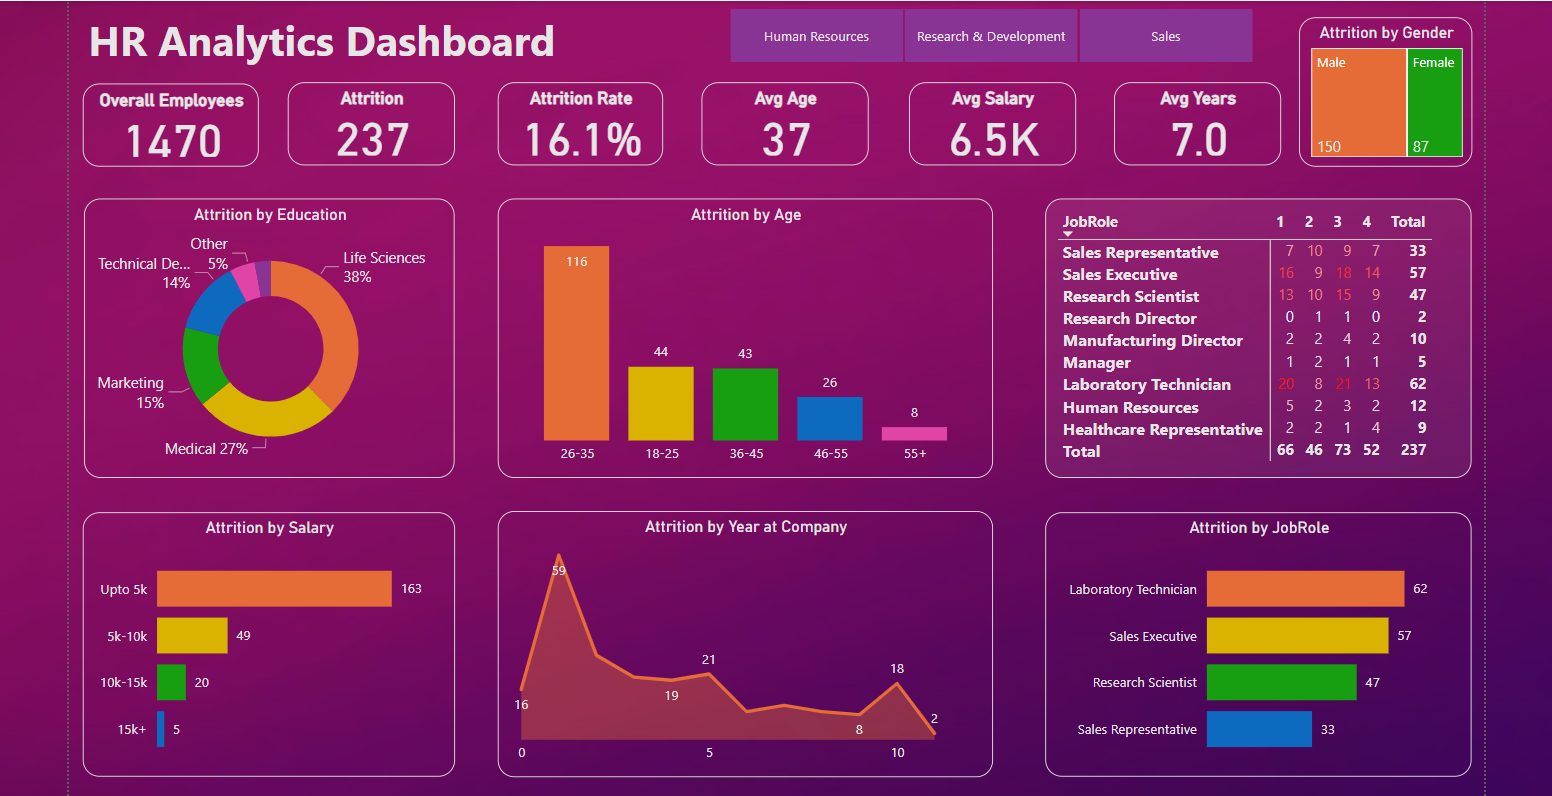 HR Analytics Dashboard
Human Resources
Research & Development
Sales
Attrition by Gender
Male
Female
150
87
Overall Employees
1470
Attrition
237
Attrition Rate
16.1%
Avg Age
37
Avg Salary
6.5K
Avg Years
7.0
Attrition by Education
Other
5%
Technical De...
14%
Life Sciences
38%
Marketing
15%
Medical 27%
Attrition by Age
116
44
43
26
8
26-35
18-25
36-45
46-55
55+
JobRole 1 2 3 4 Total
Sales Representative 7 10 9 7 33
Sales Executive 16 9 18 14 57
Research Scientist 13 10 15 9 47
Research Director 0 1 1 0 2
Manufacturing Director 2 2 4 2 10
Manager 1 2 1 1 5
Laboratory Technician 20 8 21 13 62
Human Resources 5 2 3 2 12
Healthcare Representative 2 2 1 4 9
Total 66 46 73 52 237
Attrition by Salary
Upto 5k 163
5k-10k 49
10k-15k 20
15k+ 5
Attrition by Year at Company
59
16
19
21
8
18
2
0
5
10
Attrition by JobRole
Laboratory Technician 62
Sales Executive 57
Research Scientist 47
Sales Representative 33